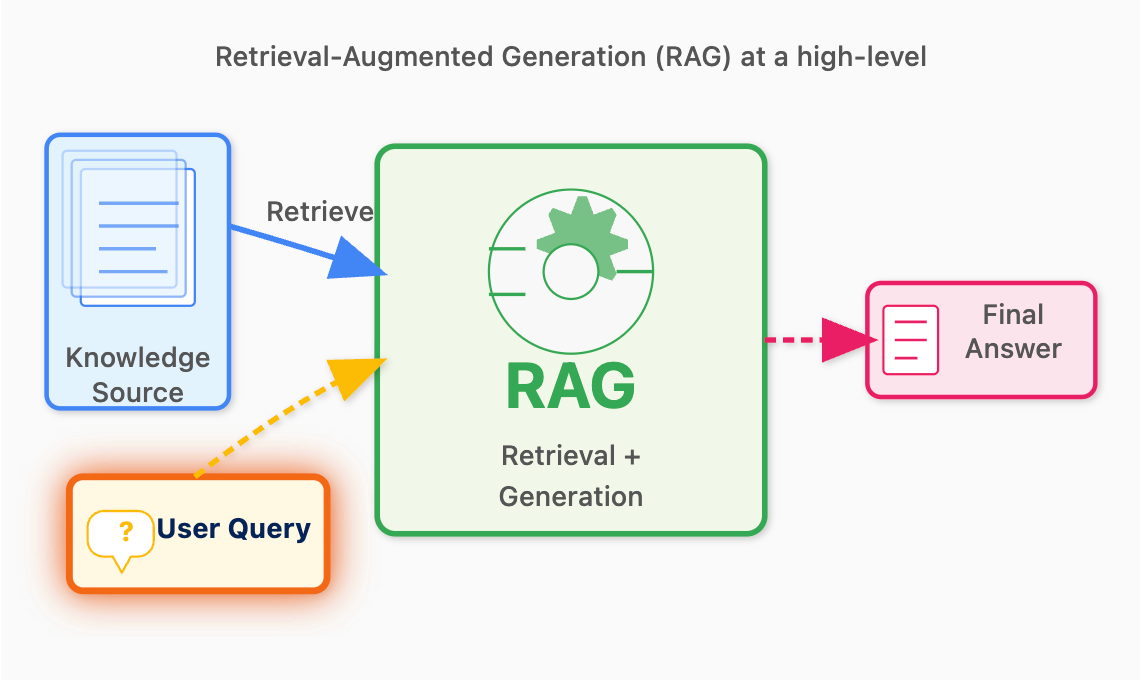 Retrieval-Augmented Generation (RAG) at a high-level
Retrieve
Knowledge
Source
?
User Query
RAG
Retrieval +
Generation
Final
Answer